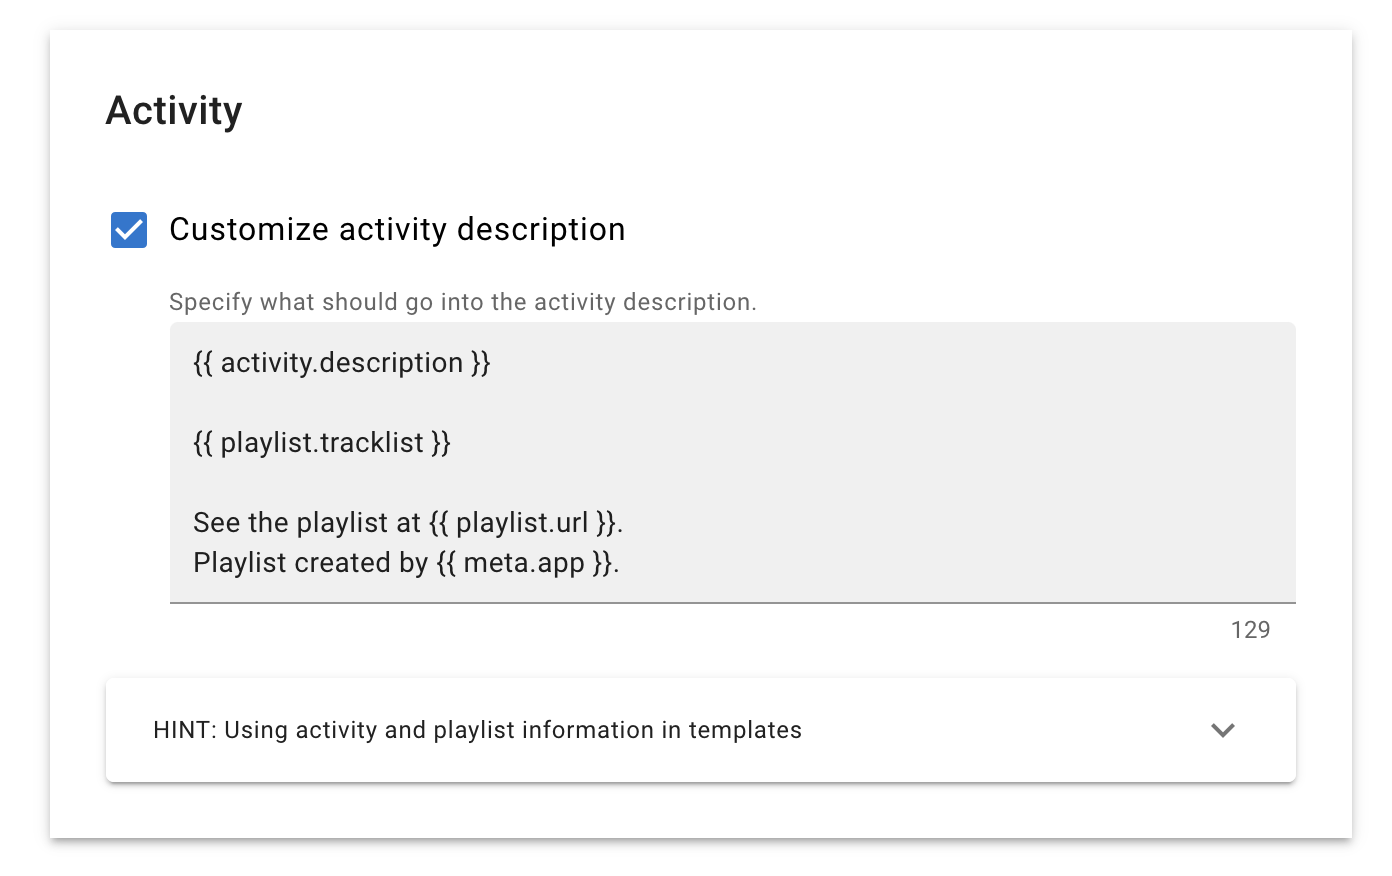 Activity
Customize activity description
Specify what should go into the activity description.
{{ activity.description }}
{{ playlist.tracklist }}
See the playlist at {{ playlist.url }}.
Playlist created by {{ meta.app }}.
129
HINT: Using activity and playlist information in templates